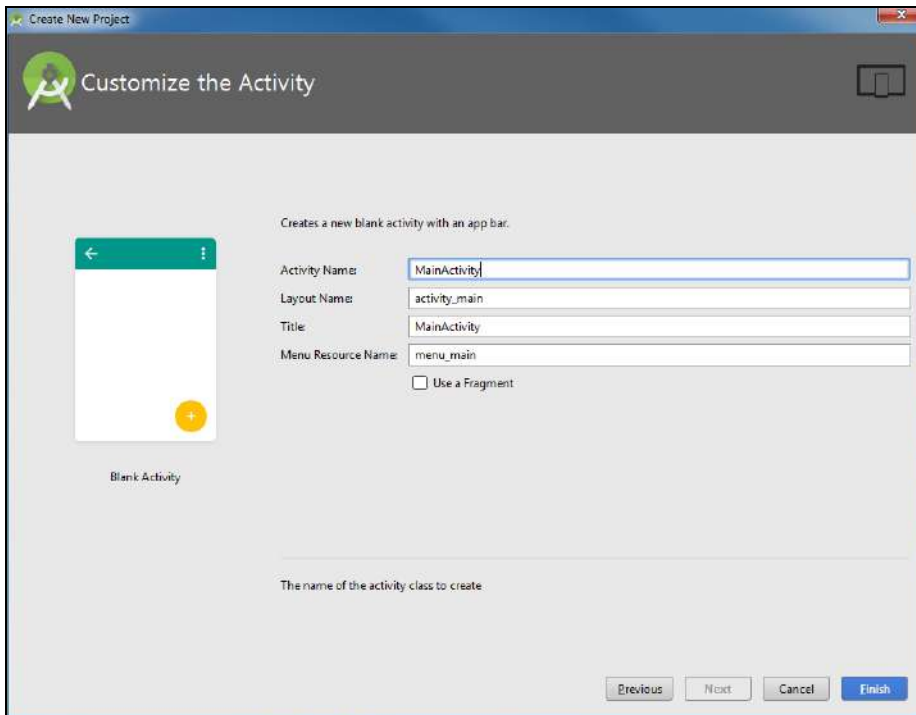 Create New Project
Customize the Activity
Creates a new blank activity with an app bar.
Activity Name: MainActivity
Layout Name: activity_main
Title: MainActivity
Menu Resource Name: menu_main
Use a Fragment
Blank Activity
The name of the activity class to create
Previous Next Cancel Finish